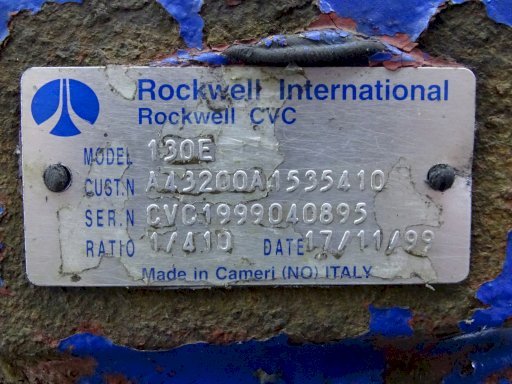 Rockwell International
Rockwell CVC
MODEL 130E
CUST.N A43200A1535410
SER.N CVC1999040895
RATIO 1/410 DATE 17/11/99
Made in Cameri (NO) ITALY